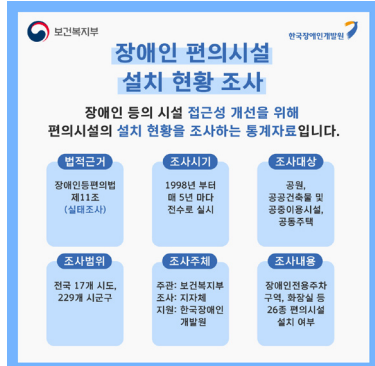 보건복지부
한국장애인개발원
장애인 편의시설
설치 현황 조사
장애인 등의 시설 접근성 개선을 위해
편의시설의 설치 현황을 조사하는 통계자료입니다.
법적근거
장애인등편의법
제11조
(실태조사)
조사시기
1998년 부터
매 5년 마다
전수로 실시
조사대상
공원,
공공건축물 및
공중이용시설,
공동주택
조사범위
전국 17개 시도,
229개 시군구
조사주체
주관: 보건복지부
조사: 지자체
지원: 한국장애인
개발원
조사내용
장애인전용주차
구역, 화장실 등
26종 편의시설
설치 여부